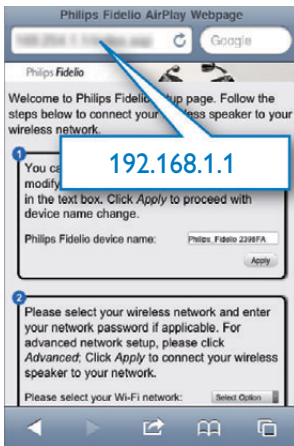 Philips Fidelio AirPlay Webpage
Google
Philips Fidelio
Welcome to Philips Fidelio up page. Follow the
steps below to connect your wireless speaker to your
wireless network.
192.168.1.1
1
You ca
modify
in the text box. Click Apply to proceed with
device name change.
Philips Fidelio device name: Philips_Fidelio 2398FA
Apply
2
Please select your wireless network and enter
your network password if applicable. For
advanced network setup, please click
Advanced; Click Apply to connect your wireless
speaker to your network.
Please select your Wi-Fi network: Select Option